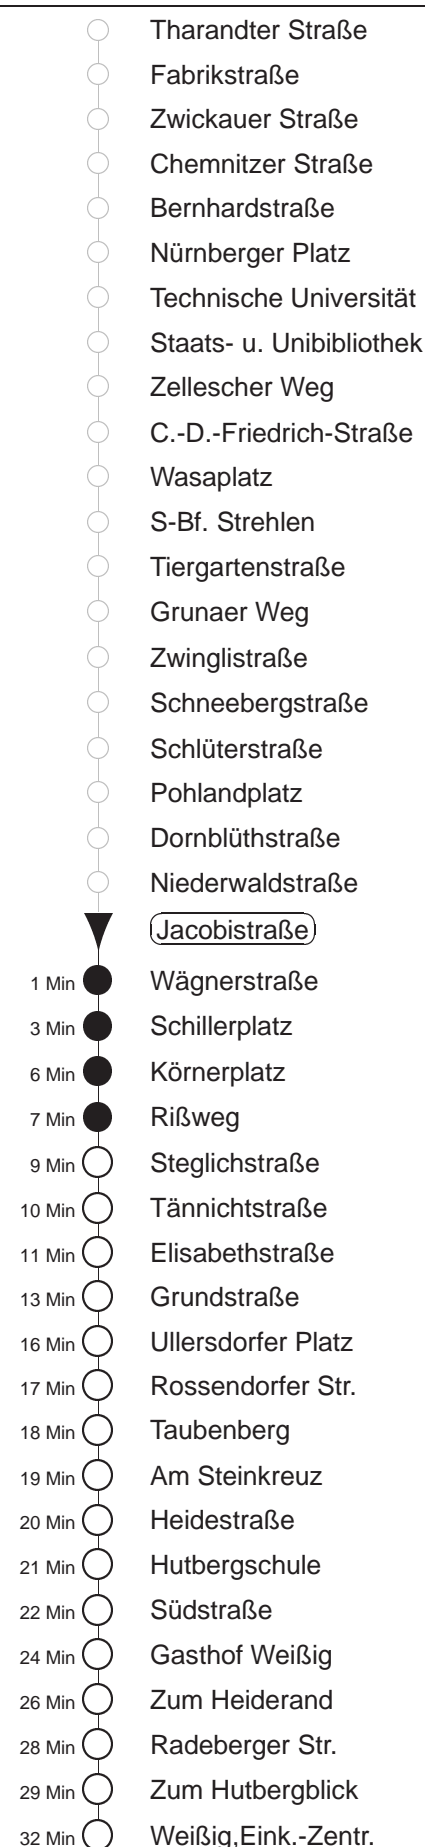 Tharandter Straße
Fabrikstraße
Zwickauer Straße
Chemnitzer Straße
Bernhardstraße
Nürnberger Platz
Technische Universität
Staats- u. Unibibliothek
Zellescher Weg
C.-D.-Friedrich-Straße
Wasaplatz
S-Bf. Strehlen
Tiergartenstraße
Grunaer Weg
Zwinglistraße
Schneebergstraße
Schlüterstraße
Pohlandplatz
Dornblüthstraße
Niederwaldstraße
Jacobistraße
1 Min Wägnerstraße
3 Min Schillerplatz
6 Min Körnerplatz
7 Min Rißweg
9 Min Steglichstraße
10 Min Tännichtstraße
11 Min Elisabethstraße
13 Min Grundstraße
16 Min Ullersdorfer Platz
17 Min Rossendorfer Str.
18 Min Taubenberg
19 Min Am Steinkreuz
20 Min Heidestraße
21 Min Hutbergschule
22 Min Südstraße
24 Min Gasthof Weißig
26 Min Zum Heiderand
28 Min Radeberger Str.
29 Min Zum Hutbergblick
32 Min Weißig,Eink.-Zentr.